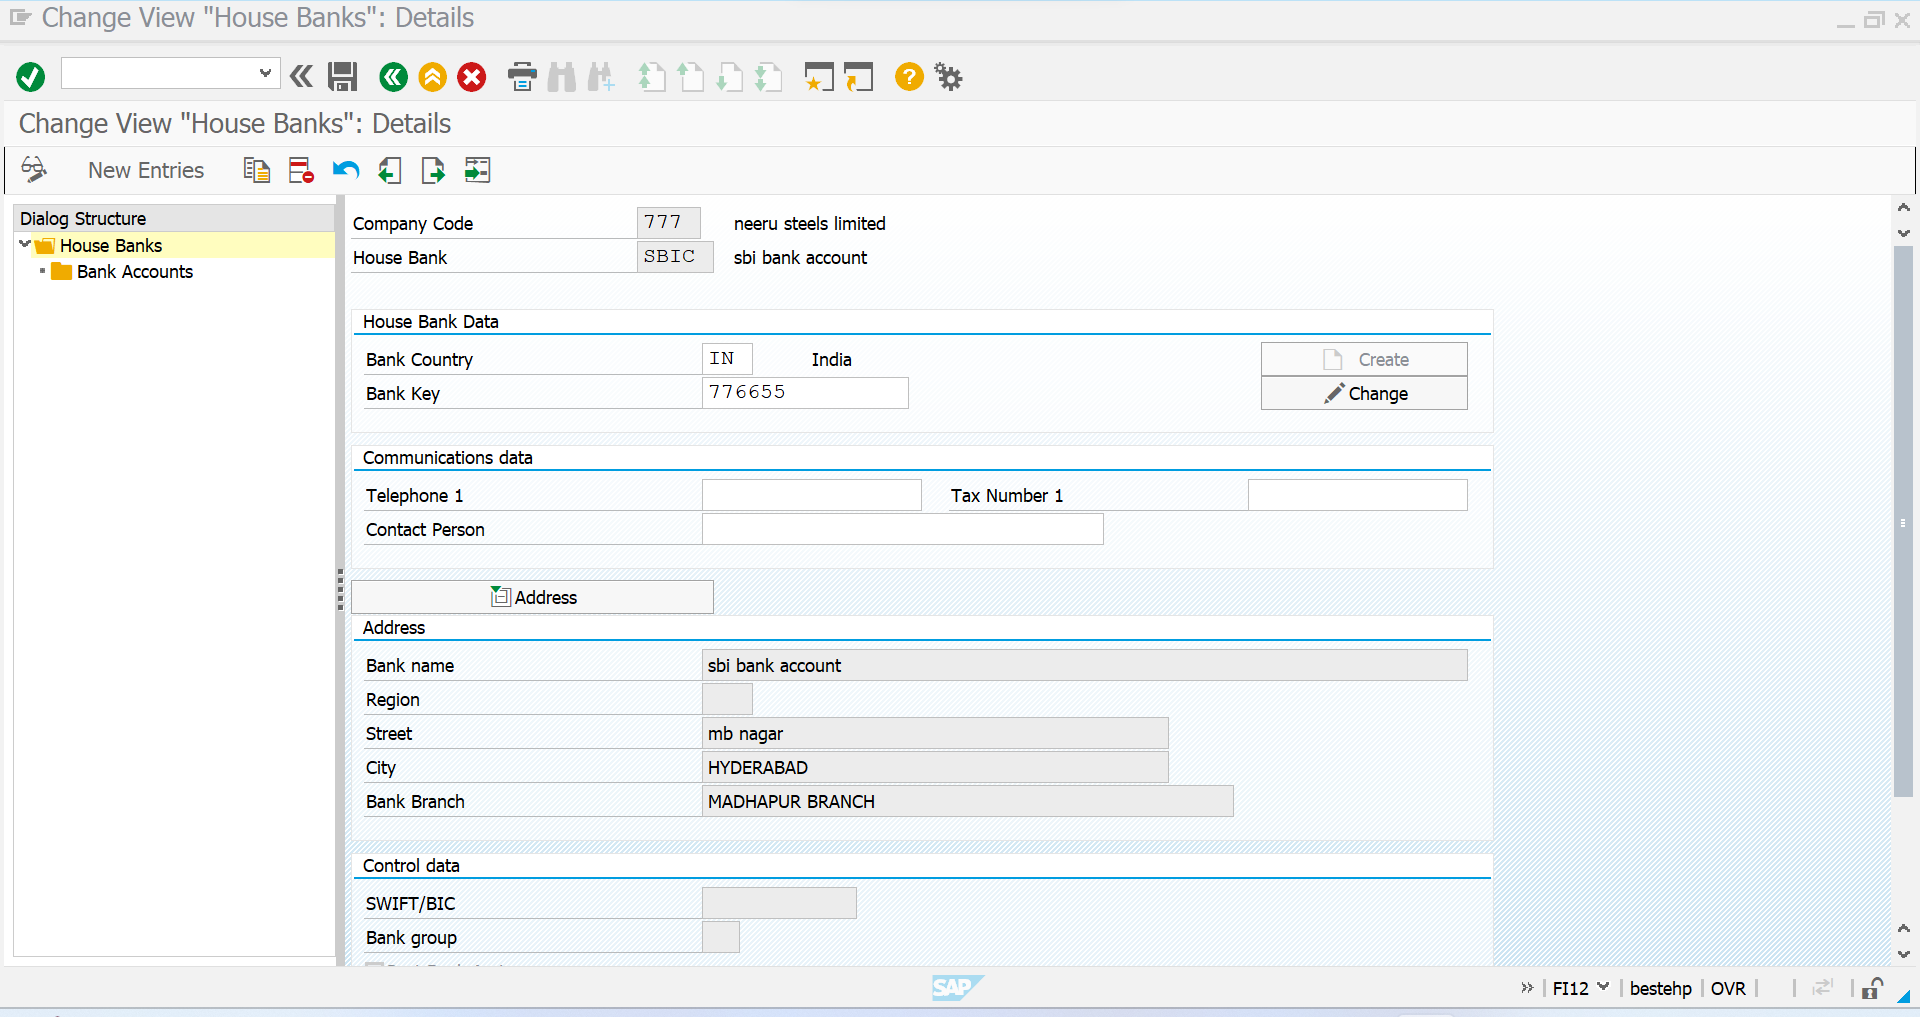 Change View "House Banks": Details
Change View "House Banks": Details
New Entries
Dialog Structure
House Banks
Bank Accounts
Company Code 777 neeru steels limited
House Bank SBIC sbi bank account
House Bank Data
Bank Country IN India Create
Bank Key 776655 Change
Communications data
Telephone 1 Tax Number 1
Contact Person
Address
Address
Bank name sbi bank account
Region
Street mb nagar
City HYDERABAD
Bank Branch MADHAPUR BRANCH
Control data
SWIFT/BIC
Bank group
SAP FI12 bestehp OVR